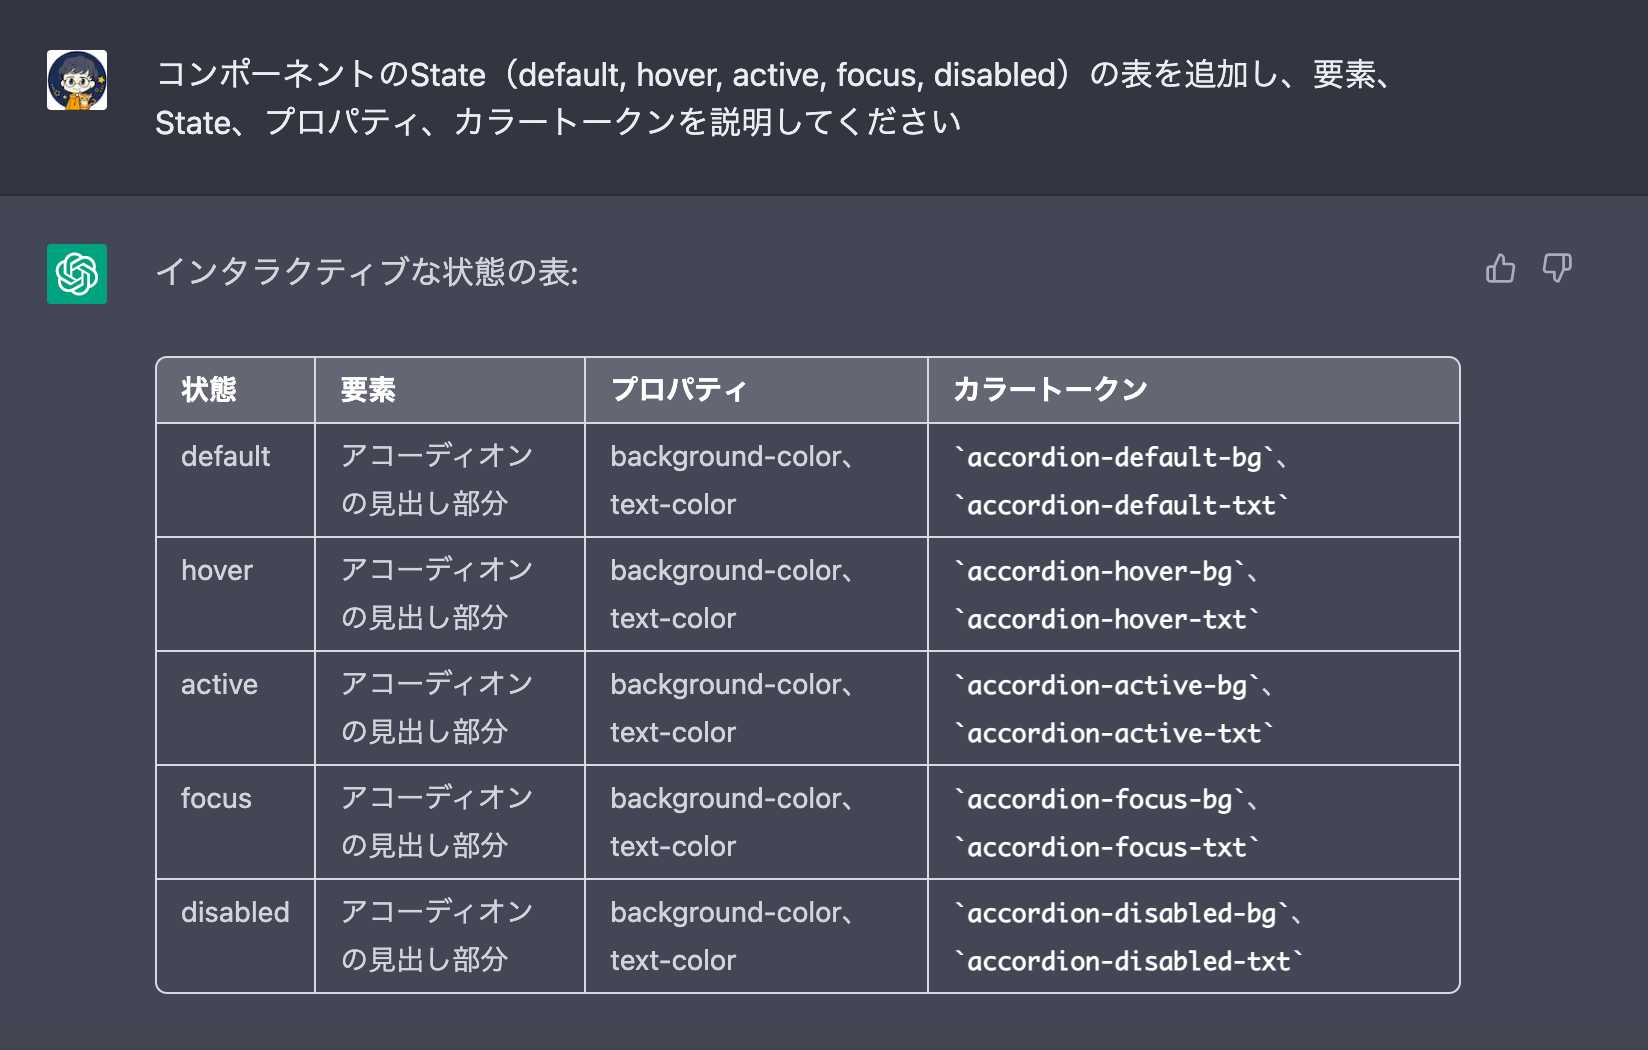 コンポーネントのState（default, hover, active, focus, disabled）の表を追加し、要素、
State、プロパティ、カラートークンを説明してください
インタラクティブな状態の表:
状態 要素 プロパティ カラートークン
default アコーディオン background-color、 `accordion-default-bg`、
の見出し部分 text-color `accordion-default-txt`
hover アコーディオン background-color、 `accordion-hover-bg`、
の見出し部分 text-color `accordion-hover-txt`
active アコーディオン background-color、 `accordion-active-bg`、
の見出し部分 text-color `accordion-active-txt`
focus アコーディオン background-color、 `accordion-focus-bg`、
の見出し部分 text-color `accordion-focus-txt`
disabled アコーディオン background-color、 `accordion-disabled-bg`、
の見出し部分 text-color `accordion-disabled-txt`